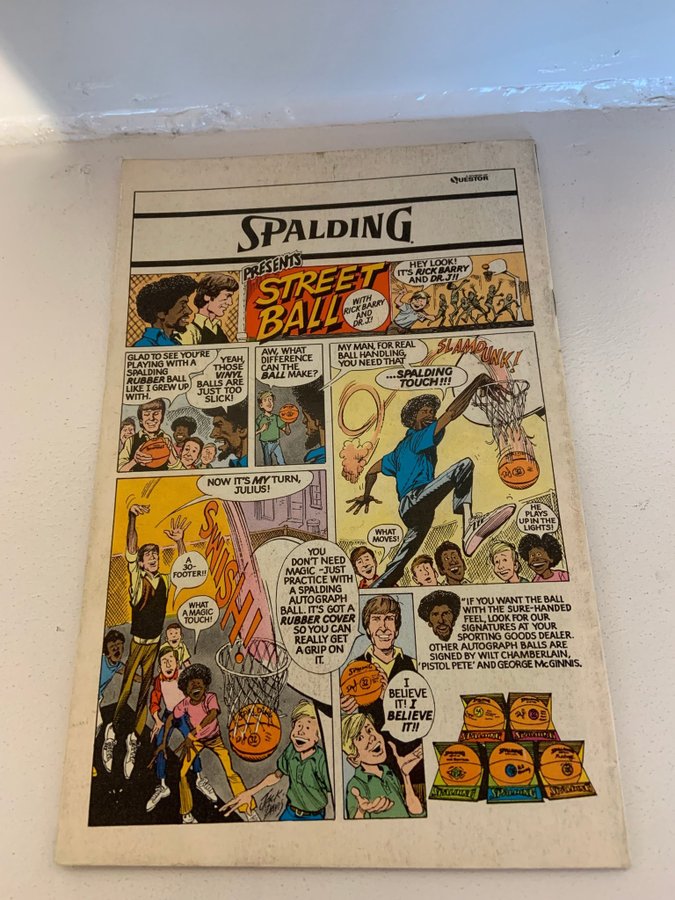 QUESTOR
SPALDING
PRESENTS
STREET
BALL
WITH
RICK BARRY
AND
DR. J!
HEY LOOK!
IT'S RICK BARRY
AND DR. J!!
GLAD TO SEE YOU'RE
PLAYING WITH A
SPALDING
RUBBER BALL
LIKE I GREW UP
WITH.
YEAH,
THOSE
VINYL
BALLS ARE
JUST TOO
SLICK!
AW, WHAT
DIFFERENCE
CAN THE
BALL MAKE?
MY MAN, FOR REAL
BALL HANDLING,
YOU NEED THAT
...SPALDING
TOUCH!!!
SLAMDUNK!
WHAT
MOVES!
HE
PLAYS
UP IN THE
LIGHTS!
NOW IT'S MY TURN,
JULIUS!
SWISH!
A
30-
FOOTER!!
WHAT
A MAGIC
TOUCH!
YOU
DON'T NEED
MAGIC - JUST
PRACTICE WITH
A SPALDING
AUTOGRAPH
BALL. IT'S GOT A
RUBBER COVER
SO YOU CAN
REALLY GET
A GRIP ON
IT.
SPALDING
I
BELIEVE
IT! I
BELIEVE
IT!!
"IF YOU WANT THE BALL
WITH THE SURE-HANDED
FEEL, LOOK FOR OUR
SIGNATURES AT YOUR
SPORTING GOODS DEALER.
OTHER AUTOGRAPH BALLS ARE
SIGNED BY WILT CHAMBERLAIN,
'PISTOL PETE' AND GEORGE McGINNIS.
SPALDING